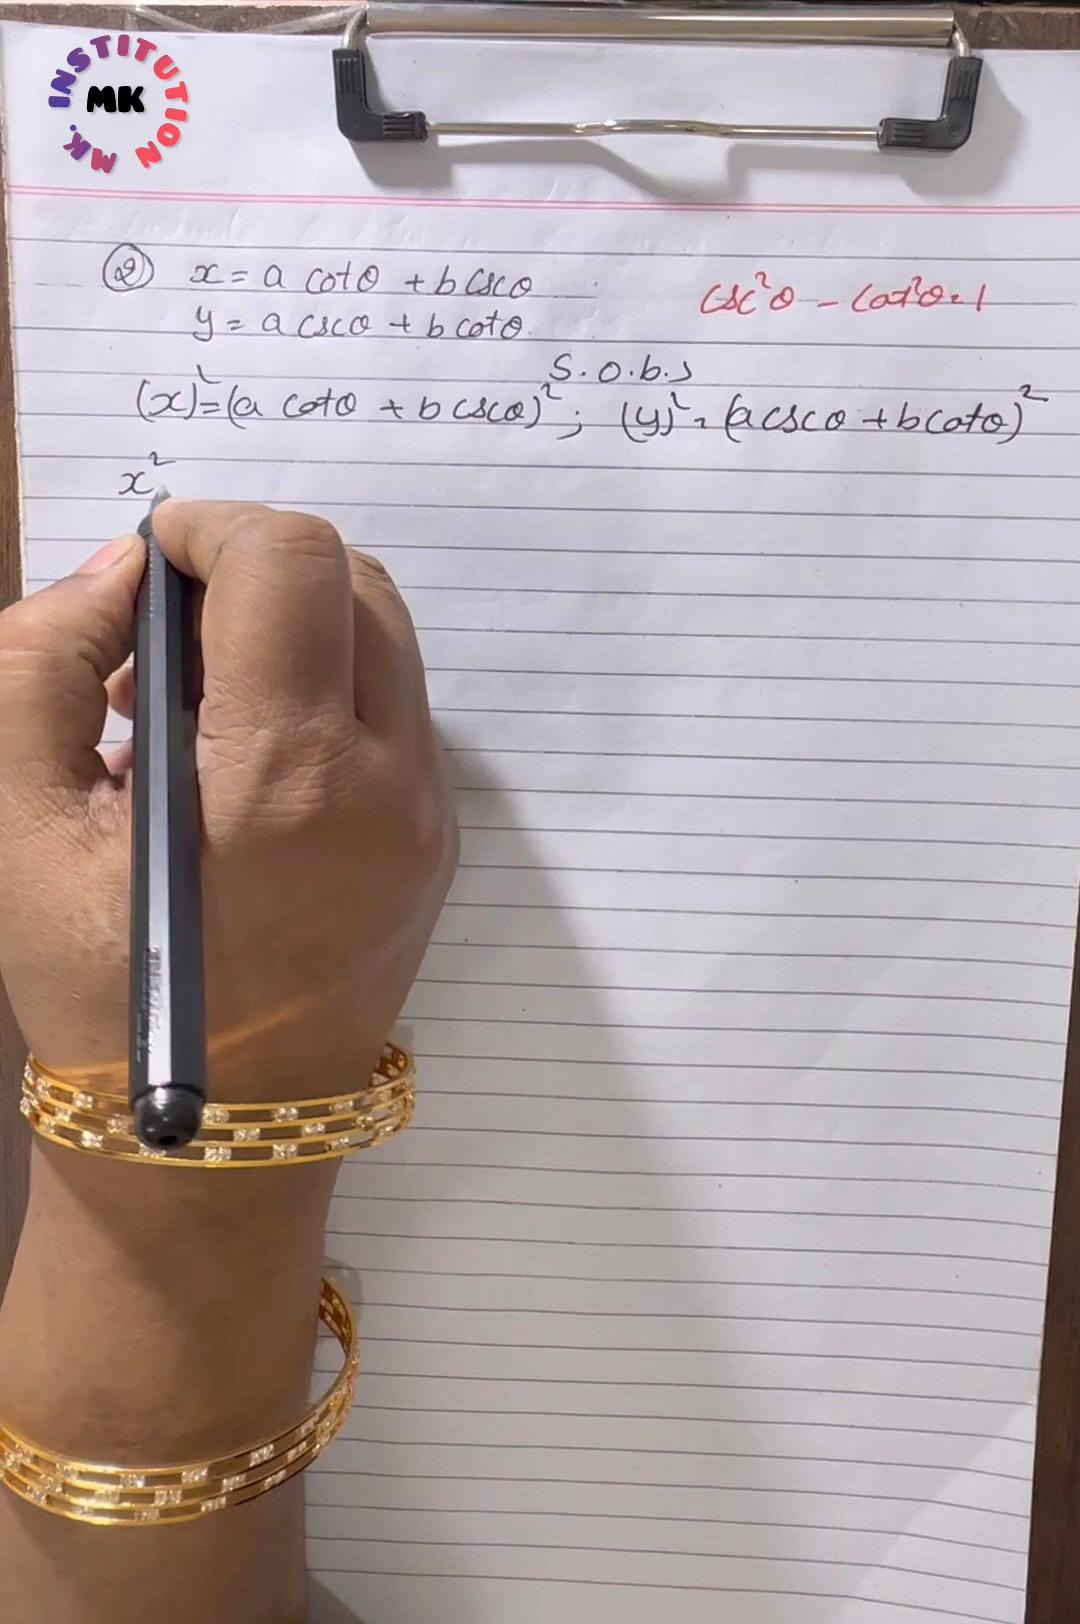 MK. INSTITUTION
MK
② x = a cotθ + b cscθ
csc²θ - cot²θ = 1
y = a cscθ + b cotθ.
S.O.b.s
(x)² = (a cotθ + b cscθ)² ; (y)² = (a cscθ + b cotθ)²
x²